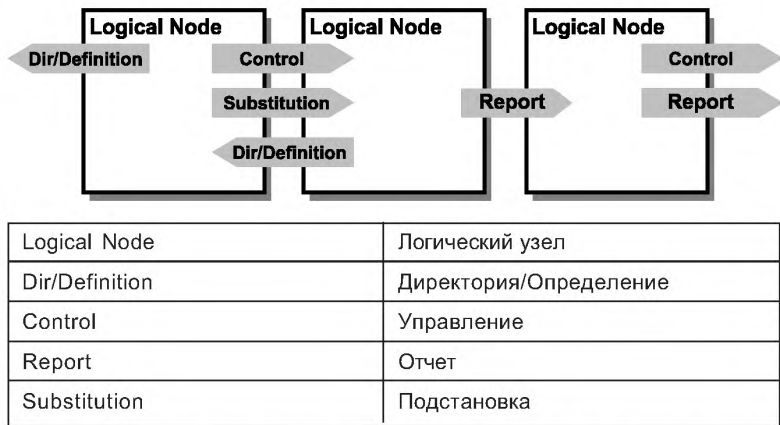 Logical Node Logical Node Logical Node
Dir/Definition Control Control
Substitution Report Report
Dir/Definition
Logical Node Логический узел
Dir/Definition Директория/Определение
Control Управление
Report Отчет
Substitution Подстановка